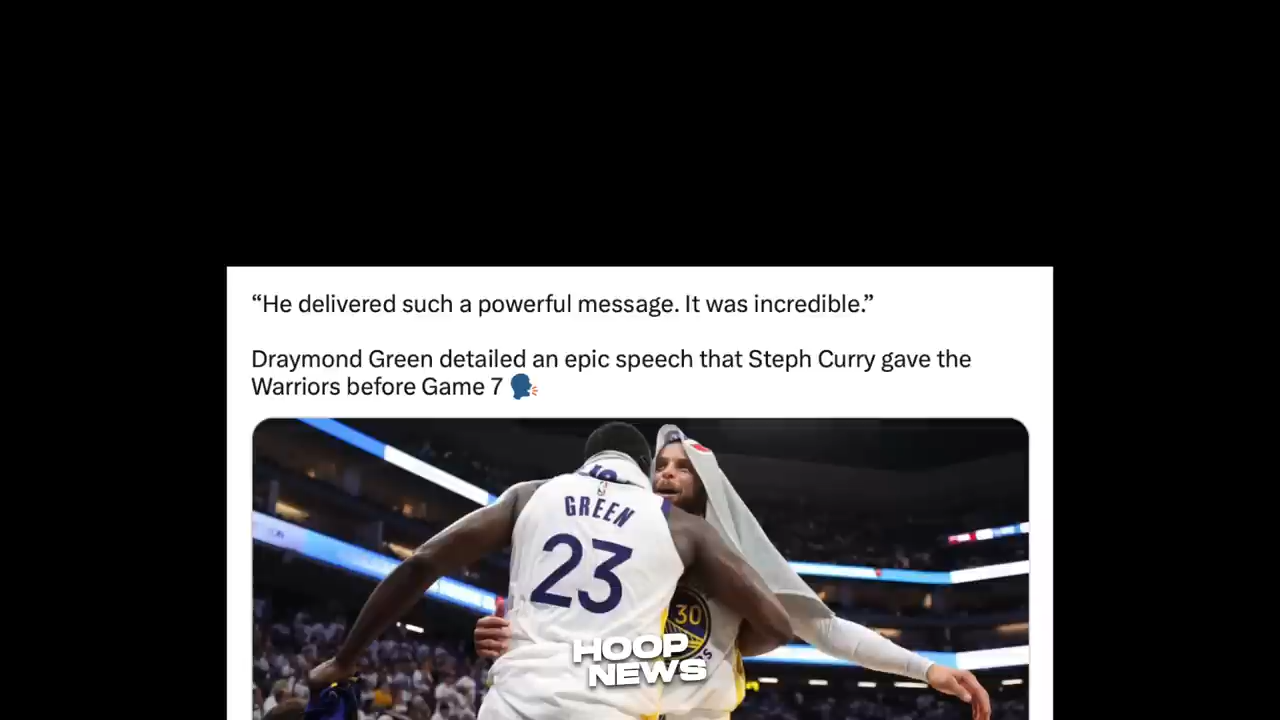 “He delivered such a powerful message. It was incredible.”
Draymond Green detailed an epic speech that Steph Curry gave the
Warriors before Game 7
GREEN
23
30
HOOP
NEWS